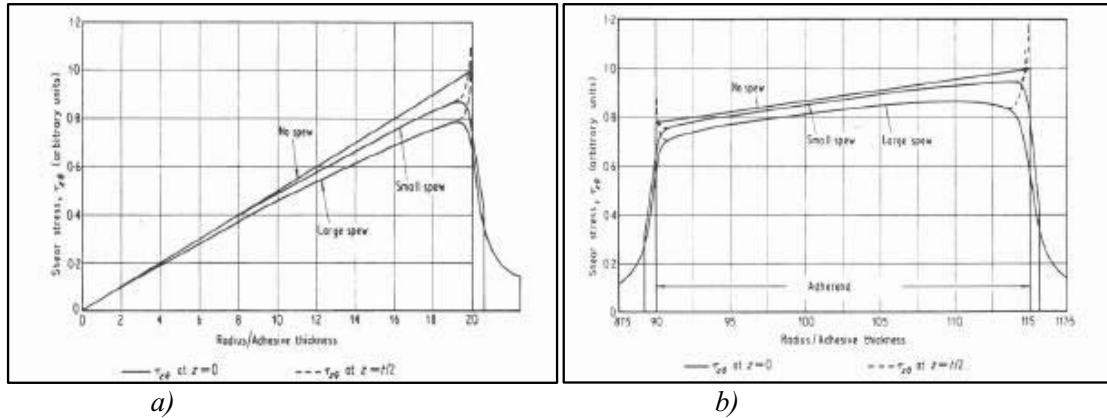 1.2
1.0
0.8
0.6
0.4
0.2
0
Shear stress, τzθ (arbitrary units)
No spew
Small spew
Large spew
0 2 4 6 8 10 12 14 16 18 20
Radius/Adhesive thickness
τzθ at z=0
τzθ at z=t/2
a)
1·2
1·0
0·8
0·6
0·4
0·2
0
Shear stress, τzθ (arbitrary units)
No spew
Small spew
Large spew
Adherend
875 90 95 100 105 110 115 1175
Radius/Adhesive thickness
τzθ at z=0
τzθ at z=t/2
b)